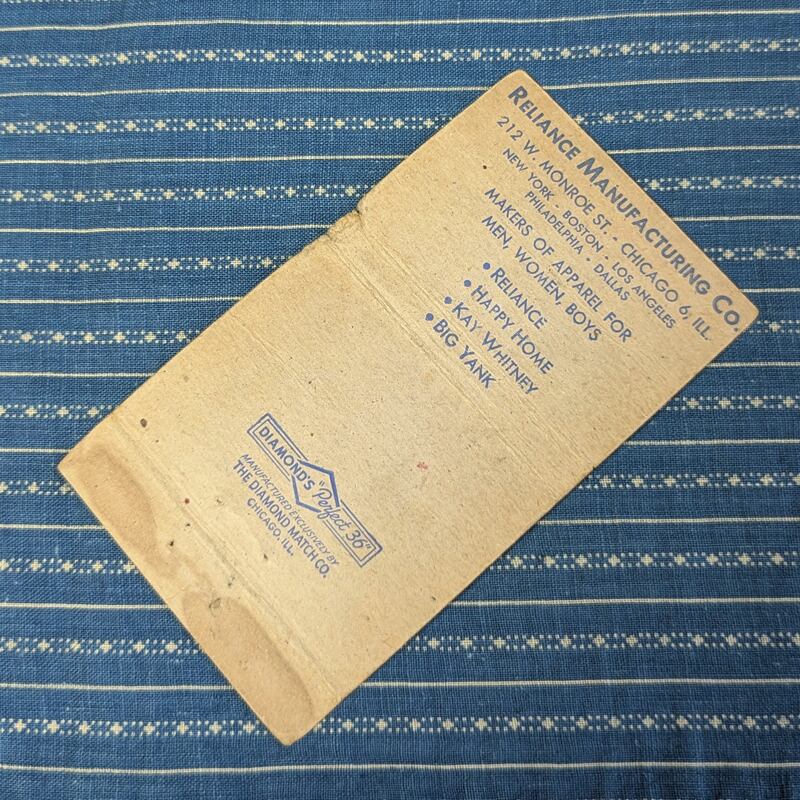 RELIANCE MANUFACTURING CO.
212 W. MONROE ST. - CHICAGO 6, ILL.
NEW YORK - BOSTON - LOS ANGELES
PHILADELPHIA - DALLAS
MAKERS OF APPAREL FOR
MEN, WOMEN, BOYS
• RELIANCE
• HAPPY HOME
• KAY WHITNEY
• BIG YANK
DIAMOND'S "Perfect 36"
MANUFACTURED EXCLUSIVELY BY
THE DIAMOND MATCH CO.
CHICAGO, ILL.